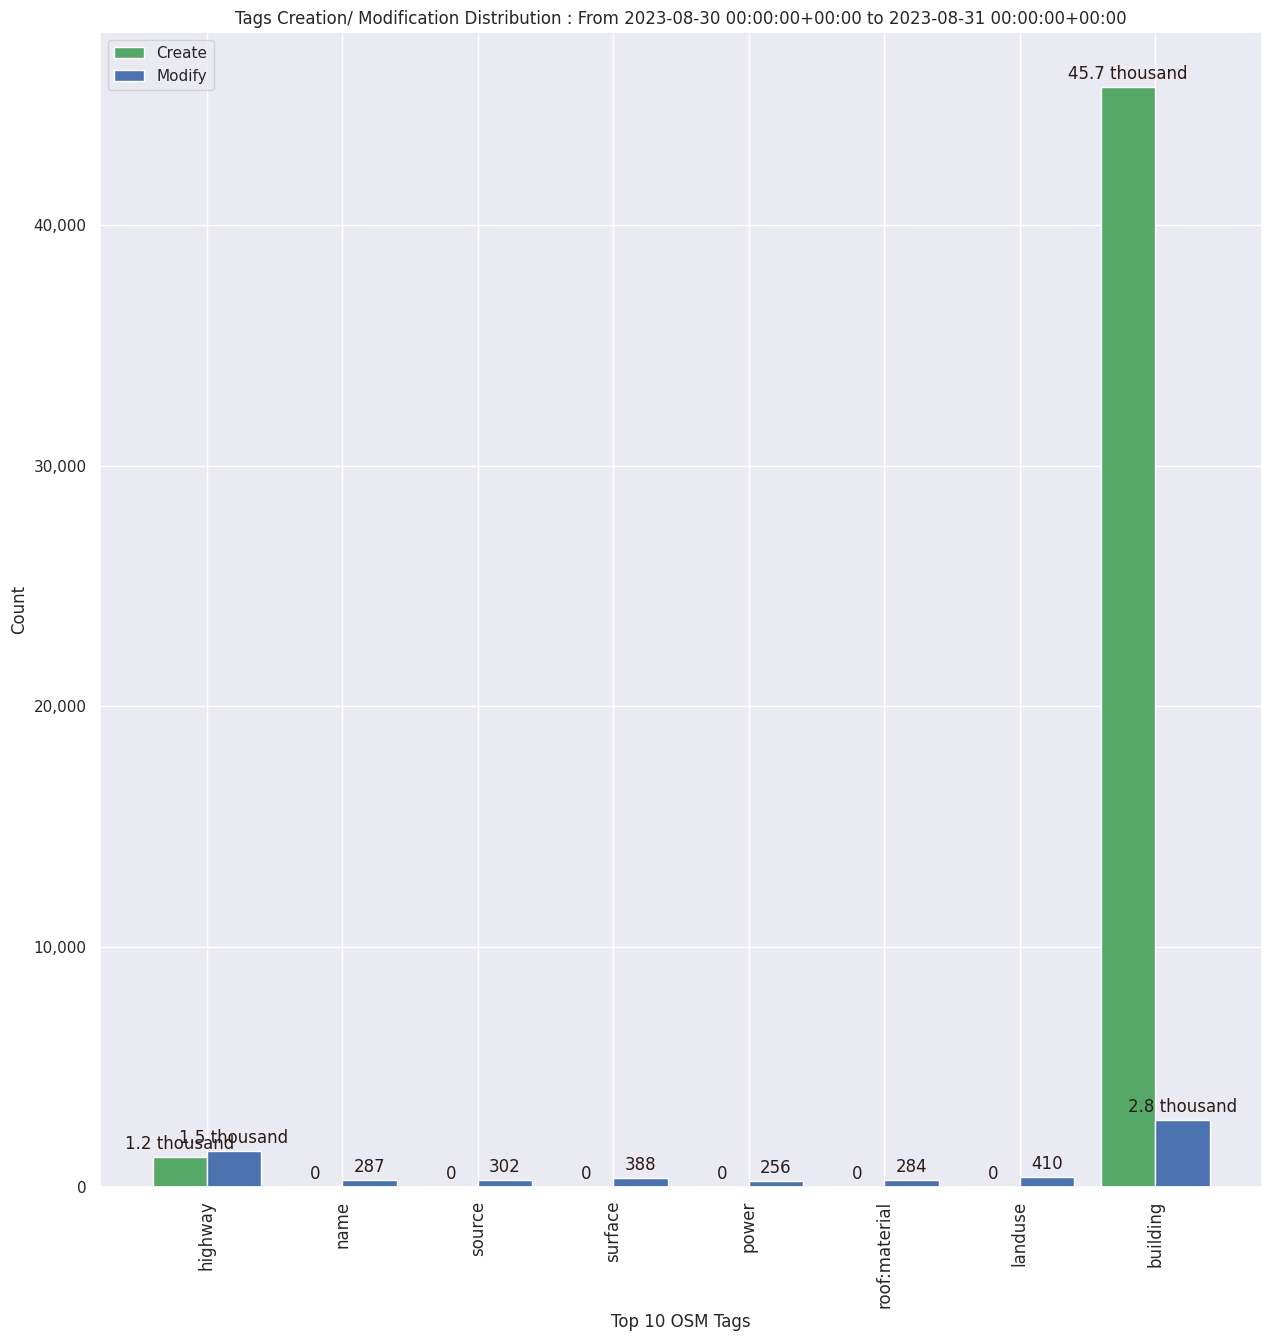 Tags Creation/ Modification Distribution : From 2023-08-30 00:00:00+00:00 to 2023-08-31 00:00:00+00:00
Create
Modify
45.7 thousand
40,000
30,000
Count
20,000
10,000
2.8 thousand
1.2 thousand
1.5 thousand
0
287
0
302
0
388
0
256
0
284
0
410
0
highway
name
source
surface
power
roof:material
landuse
building
Top 10 OSM Tags